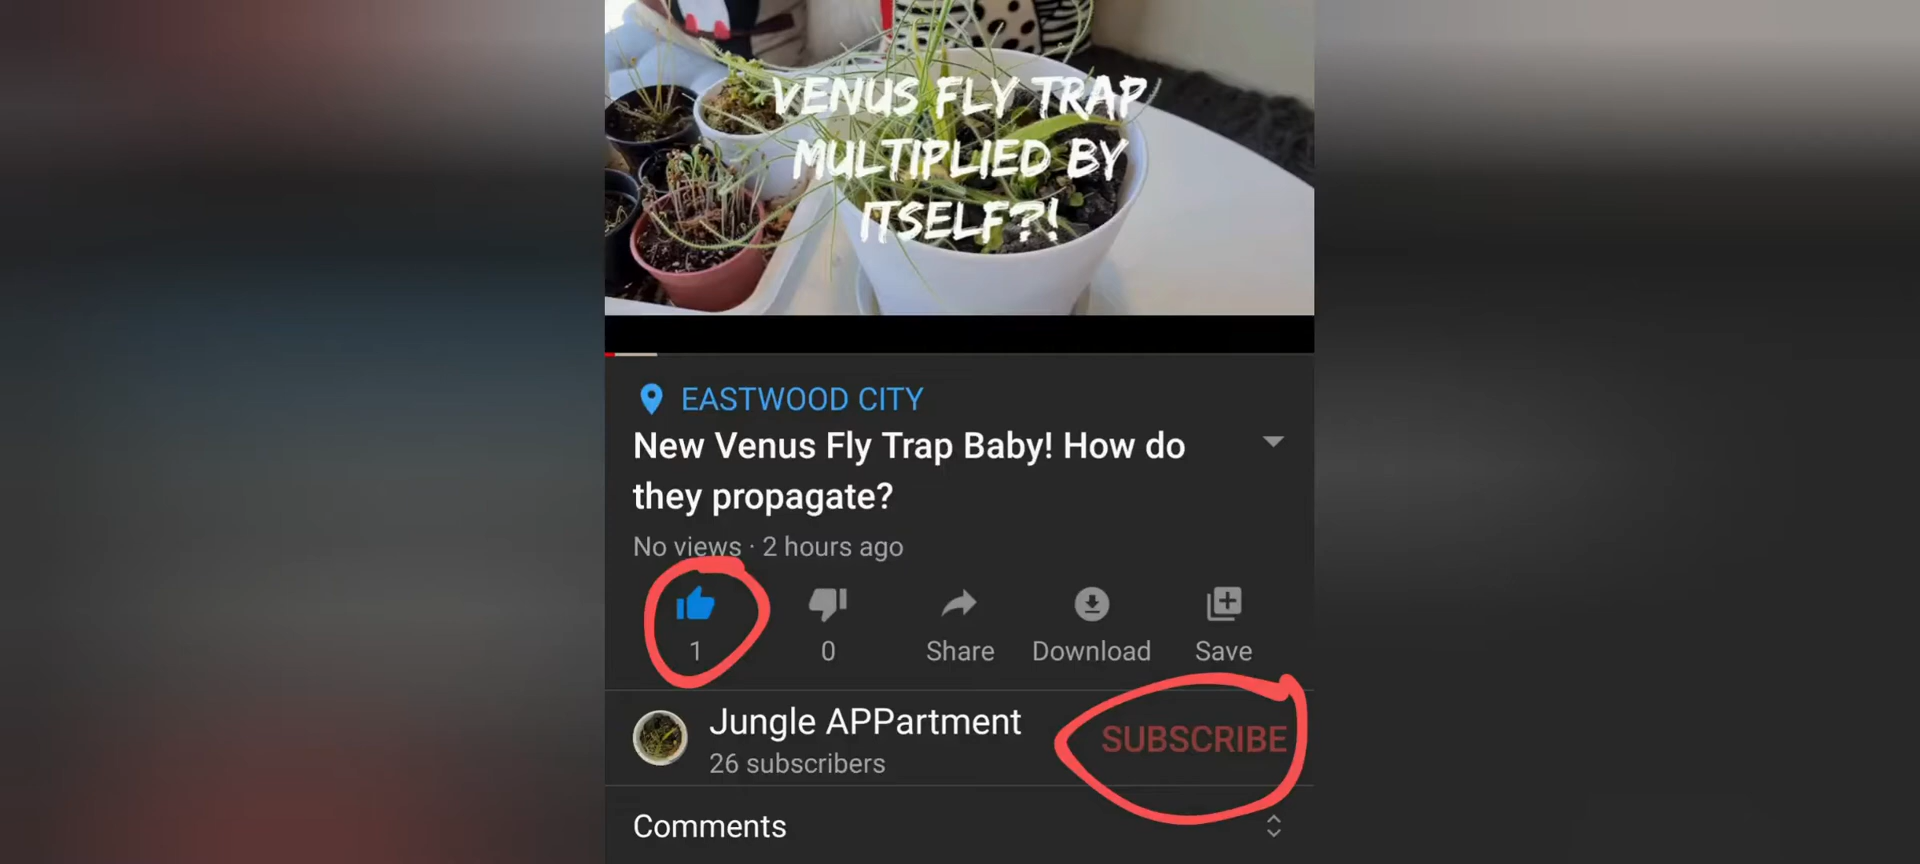 VENUS FLY TRAP
MULTIPLIED BY
ITSELF?!
EASTWOOD CITY
New Venus Fly Trap Baby! How do
they propagate?
No views · 2 hours ago
1
0
Share
Download
Save
Jungle APPartment
26 subscribers
SUBSCRIBE
Comments